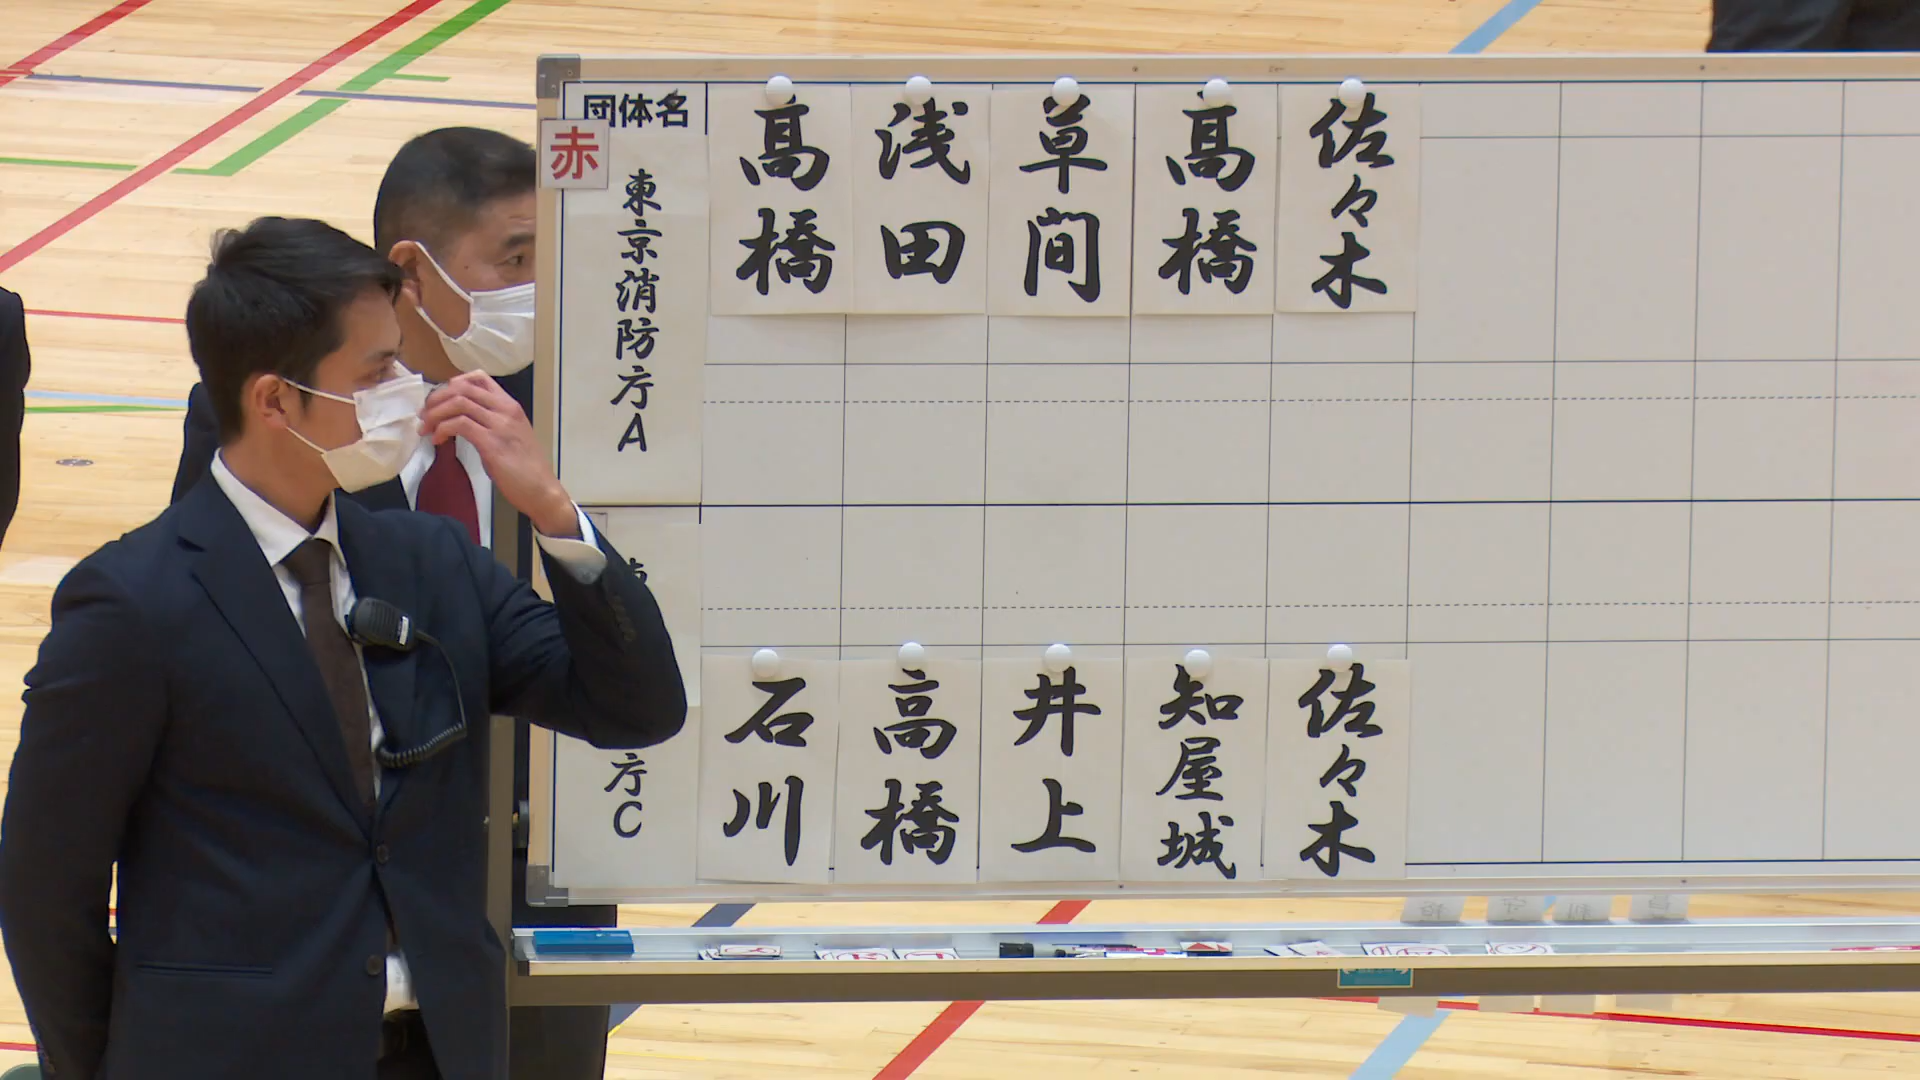 団体名
赤
東京消防庁A
髙橋
浅田
草間
髙橋
佐々木
庁C
石川
高橋
井上
知屋城
佐々木